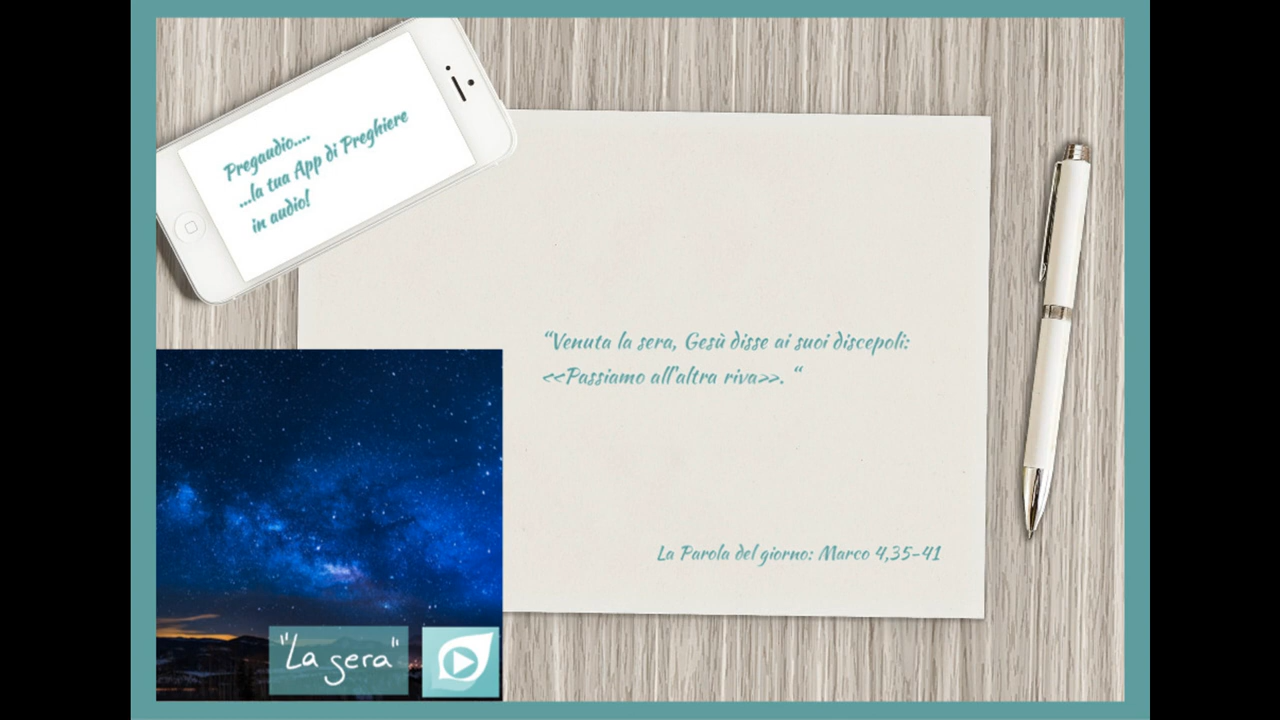 Pregaudio....
...la tua App di Preghiere
in audio!
“Venuta la sera, Gesù disse ai suoi discepoli:
<<Passiamo all'altra riva>>. “
La Parola del giorno: Marco 4,35-41
"La sera"